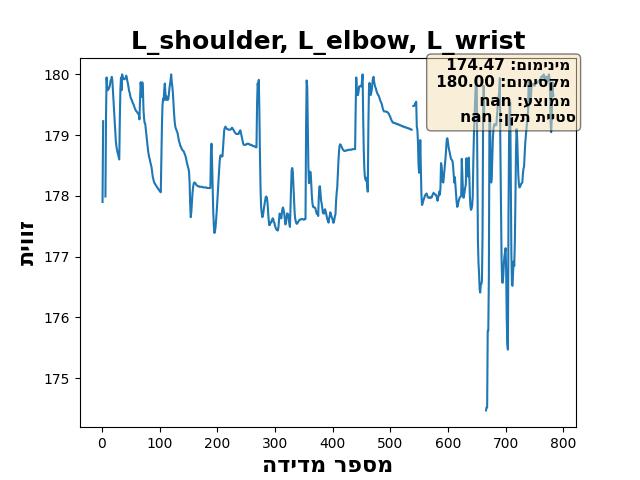 L_shoulder, L_elbow, L_wrist
מינימום: 174.47
מקסימום: 180.00
ממוצע: nan
סטיית תקן: nan
180
179
178
177
176
175
זווית
0 100 200 300 400 500 600 700 800
מספר מדידה